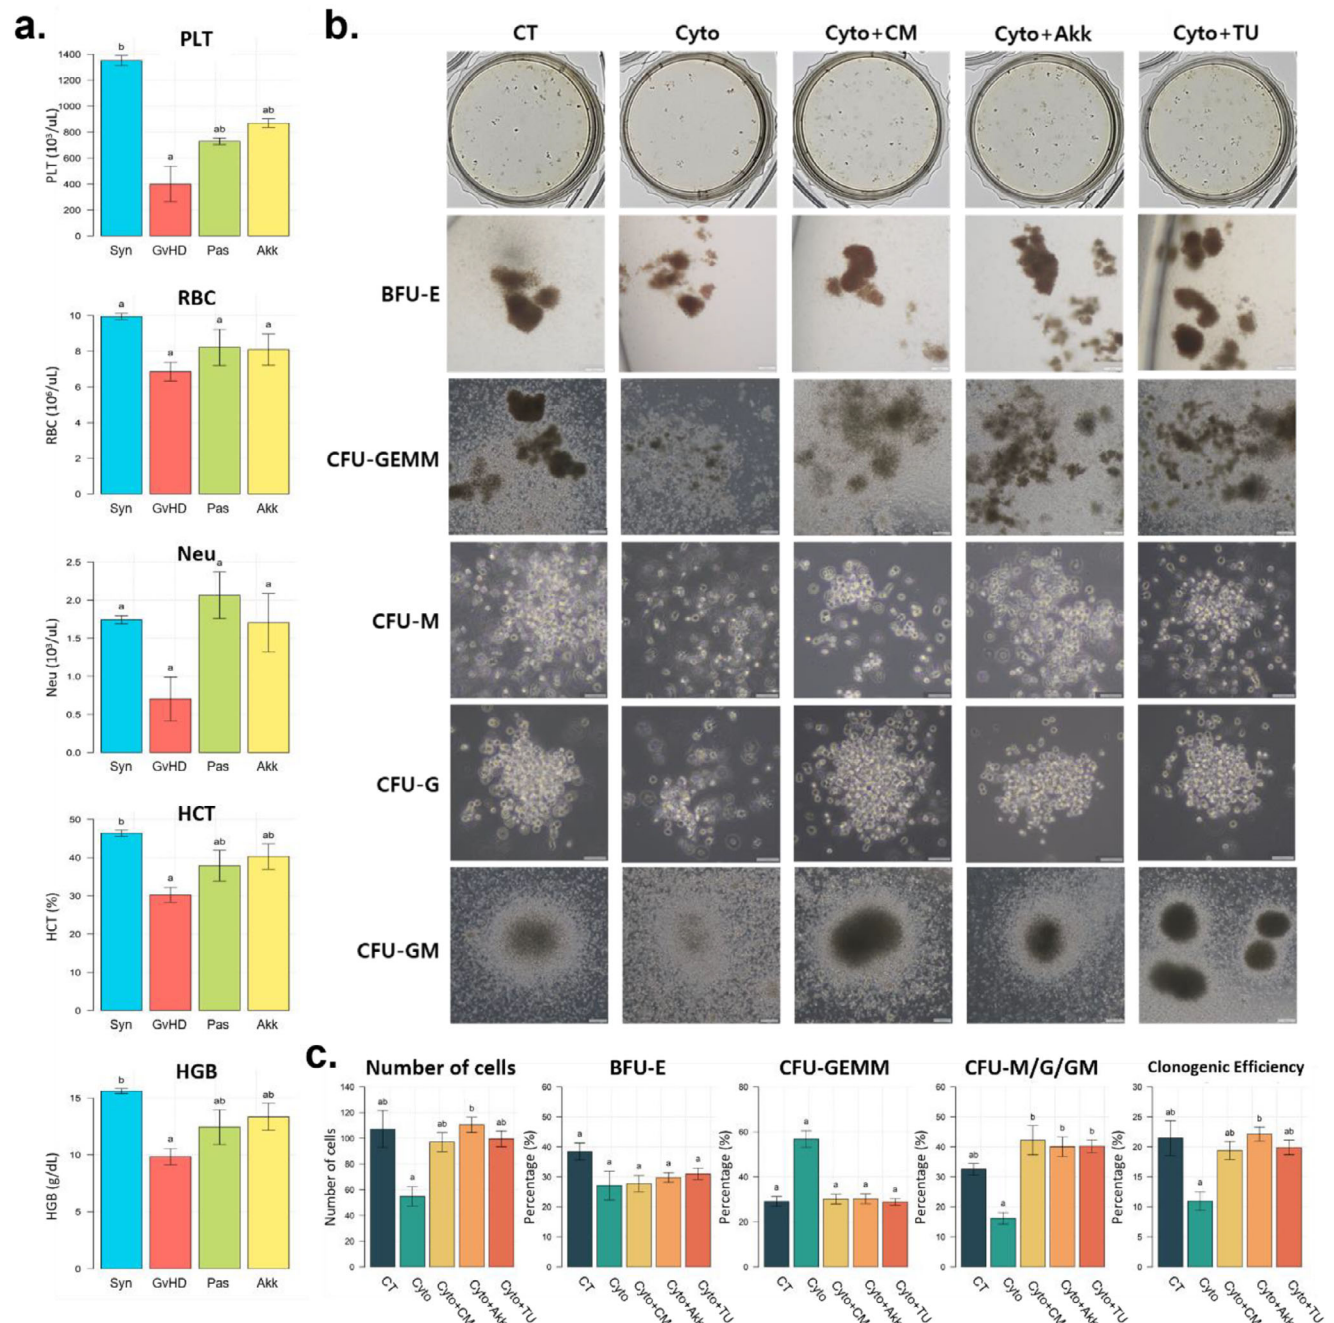 a.
PLT
PLT (10³/uL)
1400
1200
1000
800
600
400
200
0
b
a
ab
ab
Syn GvHD Pas Akk
RBC
RBC (10⁶/uL)
10
8
6
4
2
0
a
a
a
a
Syn GvHD Pas Akk
Neu
Neu (10³/uL)
2.5
2.0
1.5
1.0
0.5
0.0
a
a
a
a
Syn GvHD Pas Akk
HCT
HCT (%)
50
40
30
20
10
0
b
a
ab
ab
Syn GvHD Pas Akk
HGB
HGB (g/dL)
15
10
5
0
b
a
ab
ab
Syn GvHD Pas Akk
b.
CT Cyto Cyto+CM Cyto+Akk Cyto+TU
BFU-E
CFU-GEMM
CFU-M
CFU-G
CFU-GM
c.
Number of cells
Number of cells
140
120
100
80
60
40
20
0
ab
a
ab
b
ab
CT Cyto Cyto+CM Cyto+Akk Cyto+TU
BFU-E
Percentage (%)
60
50
40
30
20
10
0
a
a
a
a
a
CT Cyto Cyto+CM Cyto+Akk Cyto+TU
CFU-GEMM
Percentage (%)
80
60
40
20
0
a
a
a
a
a
CT Cyto Cyto+CM Cyto+Akk Cyto+TU
CFU-M/G/GM
Percentage (%)
60
50
40
30
20
10
0
ab
a
b
b
b
CT Cyto Cyto+CM Cyto+Akk Cyto+TU
Clonogenic Efficiency
Percentage (%)
30
25
20
15
10
5
0
ab
a
ab
b
ab
CT Cyto Cyto+CM Cyto+Akk Cyto+TU